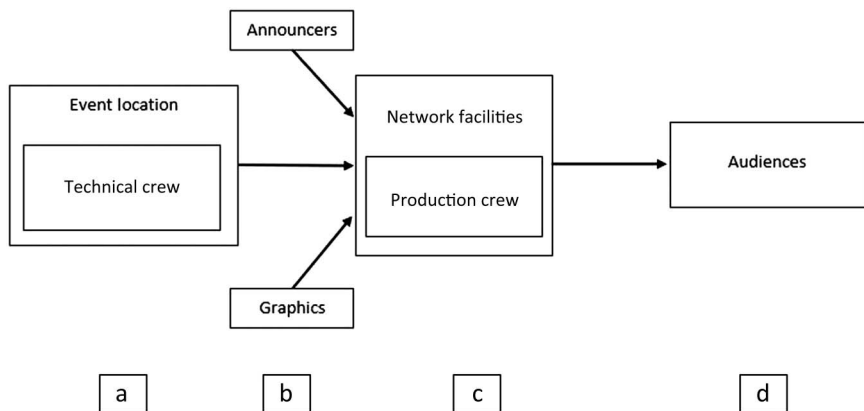 Announcers
Event location
Technical crew
Network facilities
Production crew
Audiences
Graphics
a
b
c
d